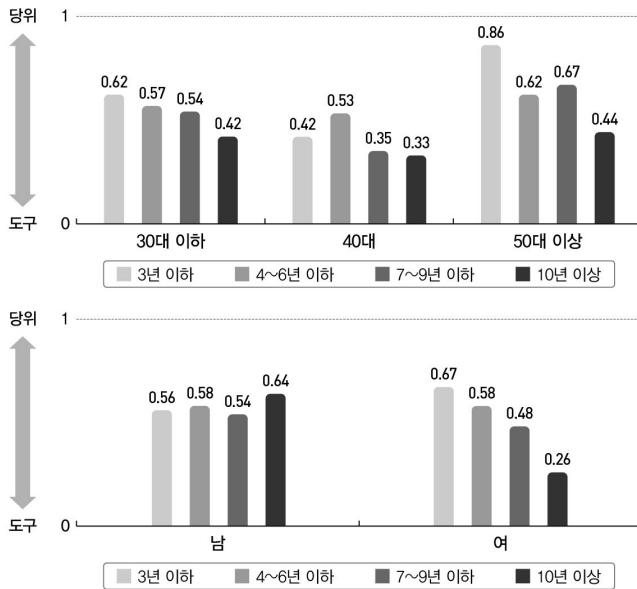 당위 1
0.62 0.57 0.54 0.42 0.42 0.53 0.35 0.33 0.86 0.62 0.67 0.44
도구 0
30대 이하 40대 50대 이상
3년 이하 4~6년 이하 7~9년 이하 10년 이상
당위 1
0.56 0.58 0.54 0.64 0.67 0.58 0.48 0.26
도구 0
남 여
3년 이하 4~6년 이하 7~9년 이하 10년 이상